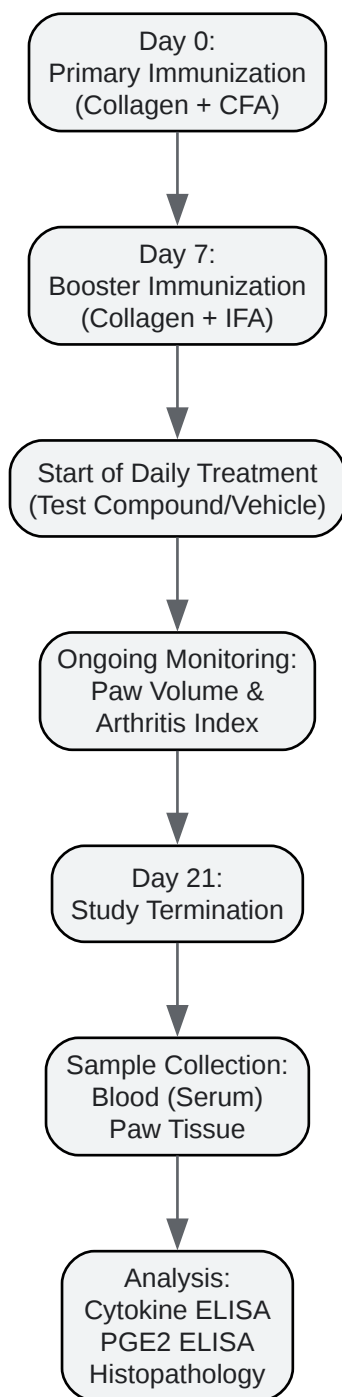 Day 0:
Primary Immunization
(Collagen + CFA)
Day 7:
Booster Immunization
(Collagen + IFA)
Start of Daily Treatment
(Test Compound/Vehicle)
Ongoing Monitoring:
Paw Volume &
Arthritis Index
Day 21:
Study Termination
Sample Collection:
Blood (Serum)
Paw Tissue
Analysis:
Cytokine ELISA
PGE2 ELISA
Histopathology